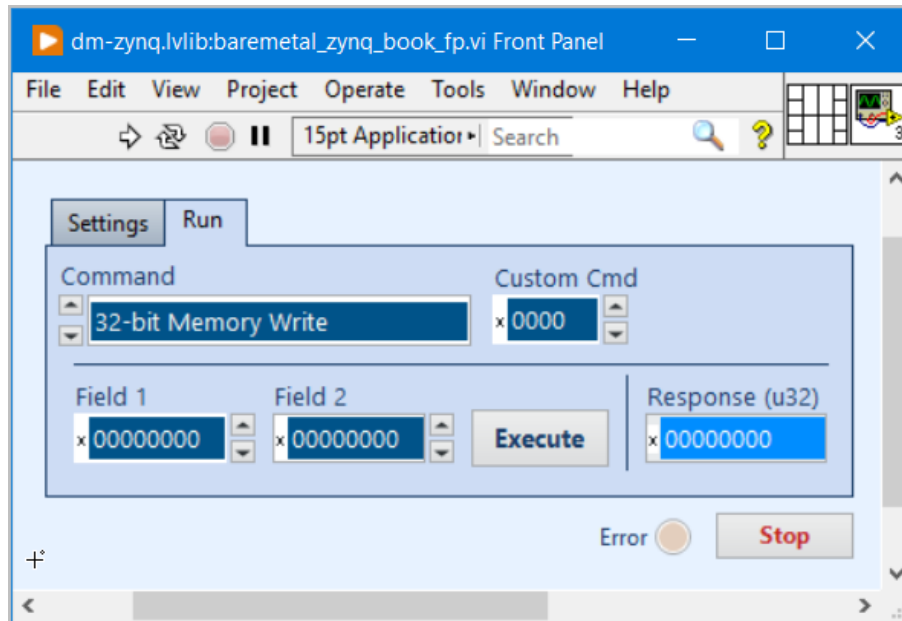 dm-zynq.lvlib:baremetal_zynq_book_fp.vi Front Panel
File Edit View Project Operate Tools Window Help
15pt Application Search
3
Settings Run
Command Custom Cmd
32-bit Memory Write x 0000
Field 1 Field 2 Response (u32)
x 00000000 x 00000000 Execute x 00000000
Error Stop